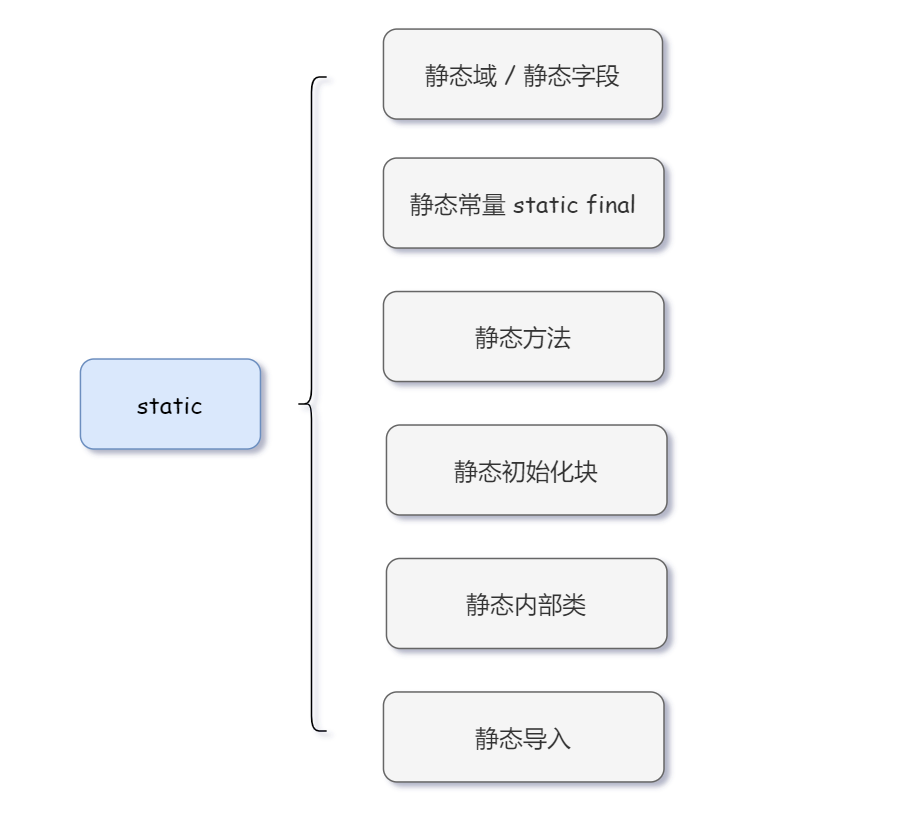 静态域 / 静态字段
静态常量 static final
静态方法
static
静态初始化块
静态内部类
静态导入